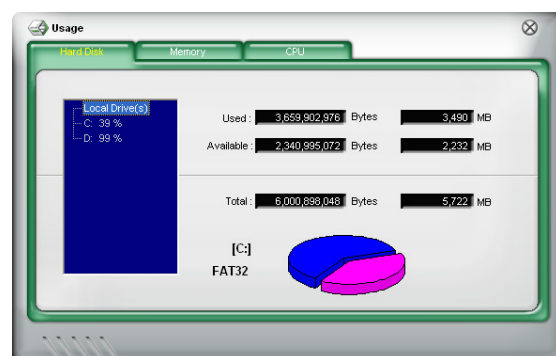 Usage
Hard Disk Memory CPU
Local Drive(s)
C: 39 %
D: 99 %
Used : 3,659,902,976 Bytes 3,490 MB
Available : 2,340,995,072 Bytes 2,232 MB
Total : 6,000,898,048 Bytes 5,722 MB
[C:]
FAT32